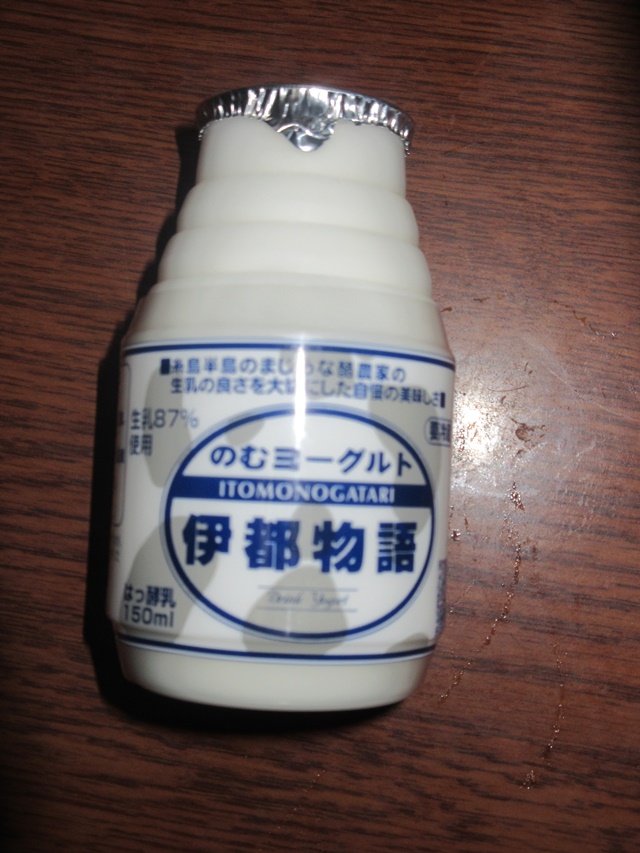 ■糸島半島のまじめな酪農家の
生乳の良さを大切にした自慢の美味しさ■
生乳87%
使用
のむヨーグルト
ITOMONOGATARI
伊都物語
Drink Yogurt
はっ酵乳
150ml